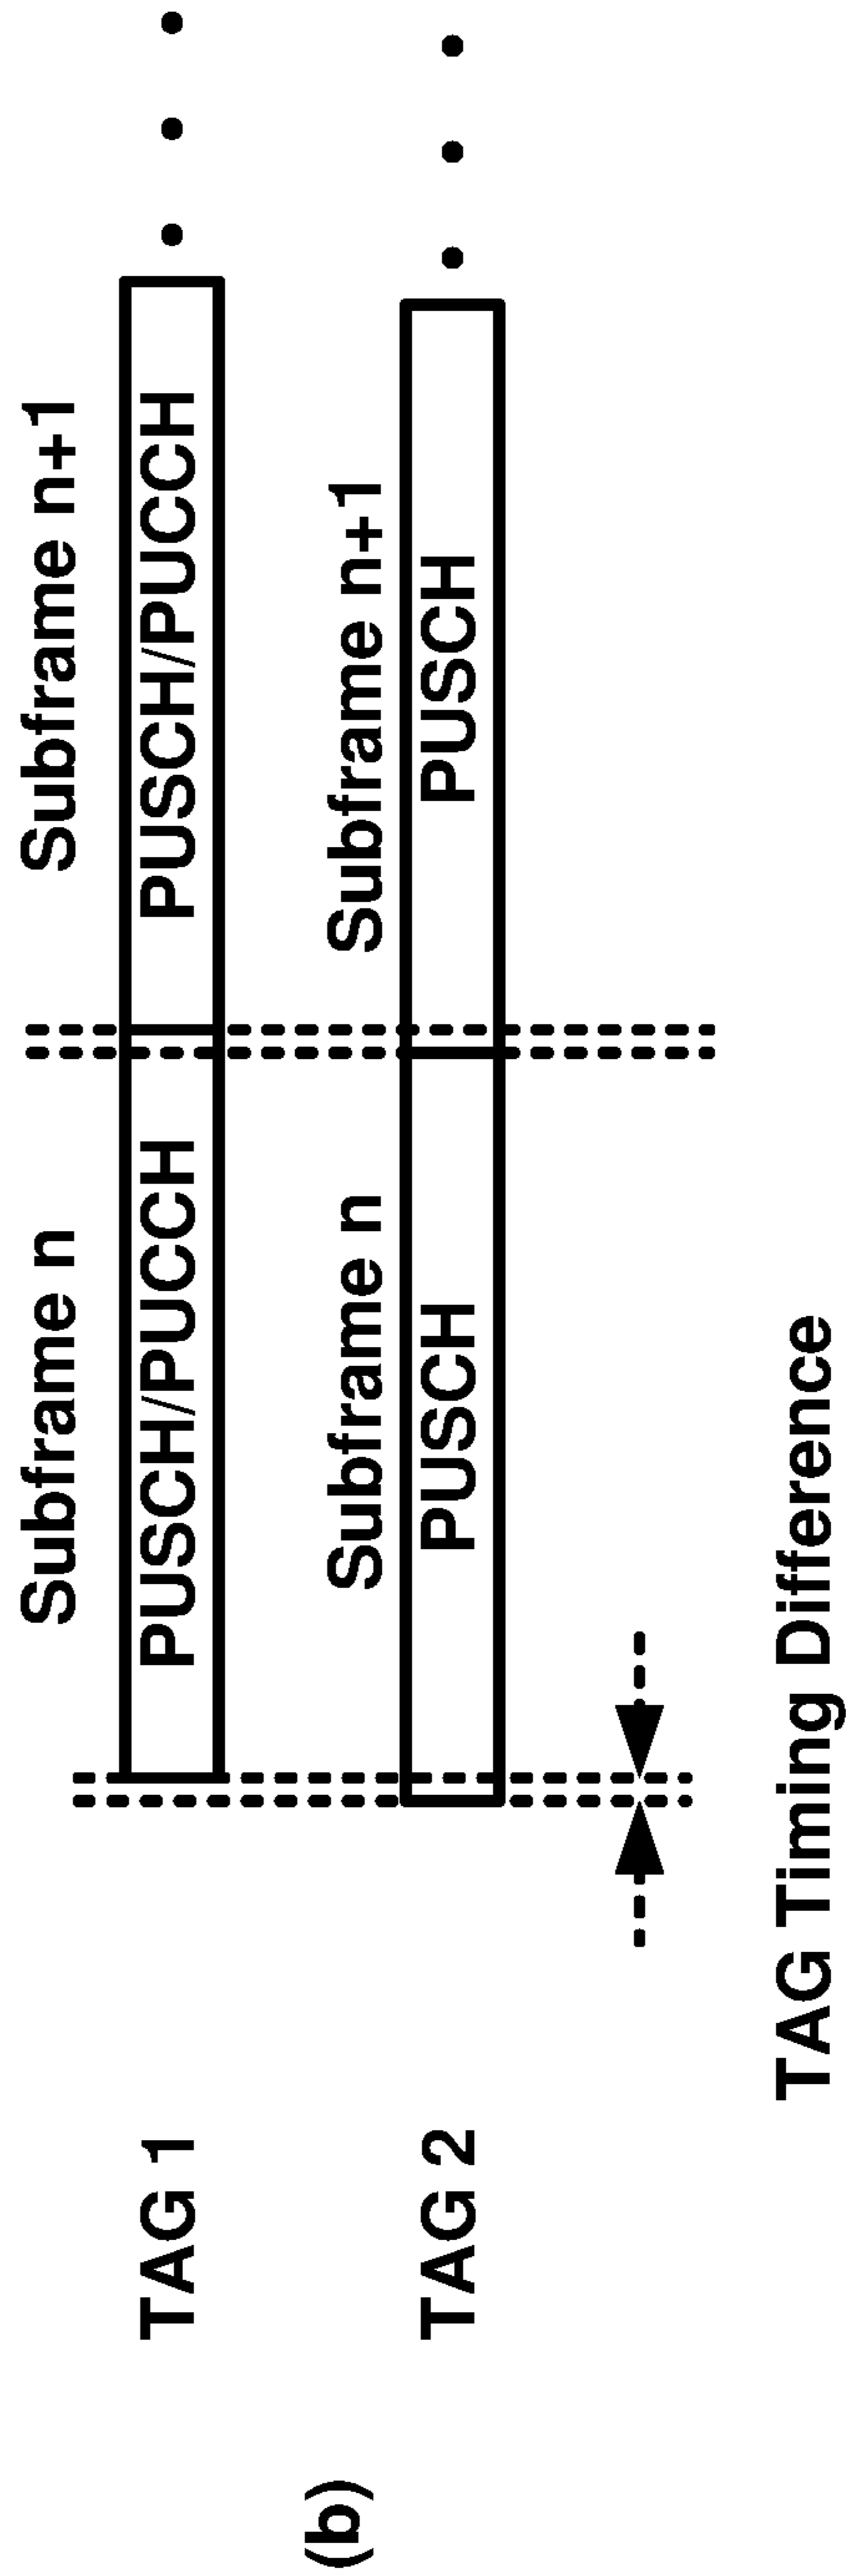 (b)
Subframe n
Subframe n+1
TAG 1
PUSCH/PUCCH
PUSCH/PUCCH
Subframe n
Subframe n+1
TAG 2
PUSCH
PUSCH
TAG Timing Difference